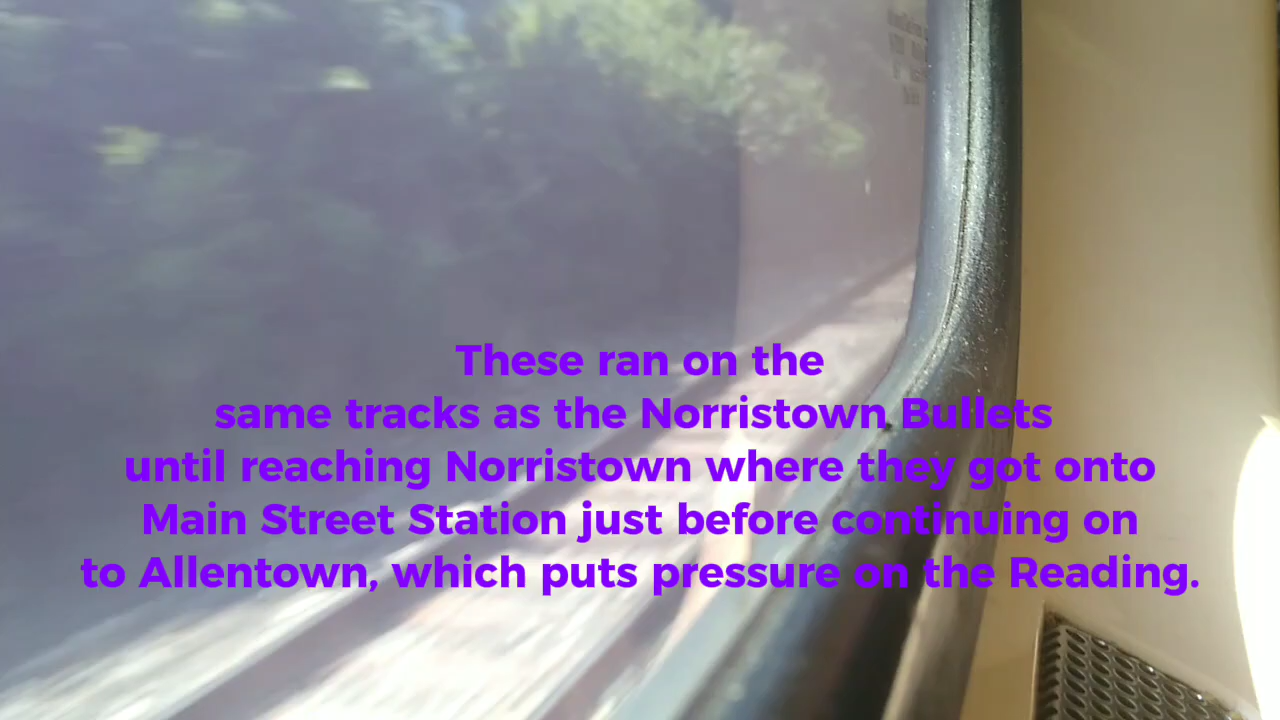 These ran on the
same tracks as the Norristown Bullets
until reaching Norristown where they got onto
Main Street Station just before continuing on
to Allentown, which puts pressure on the Reading.